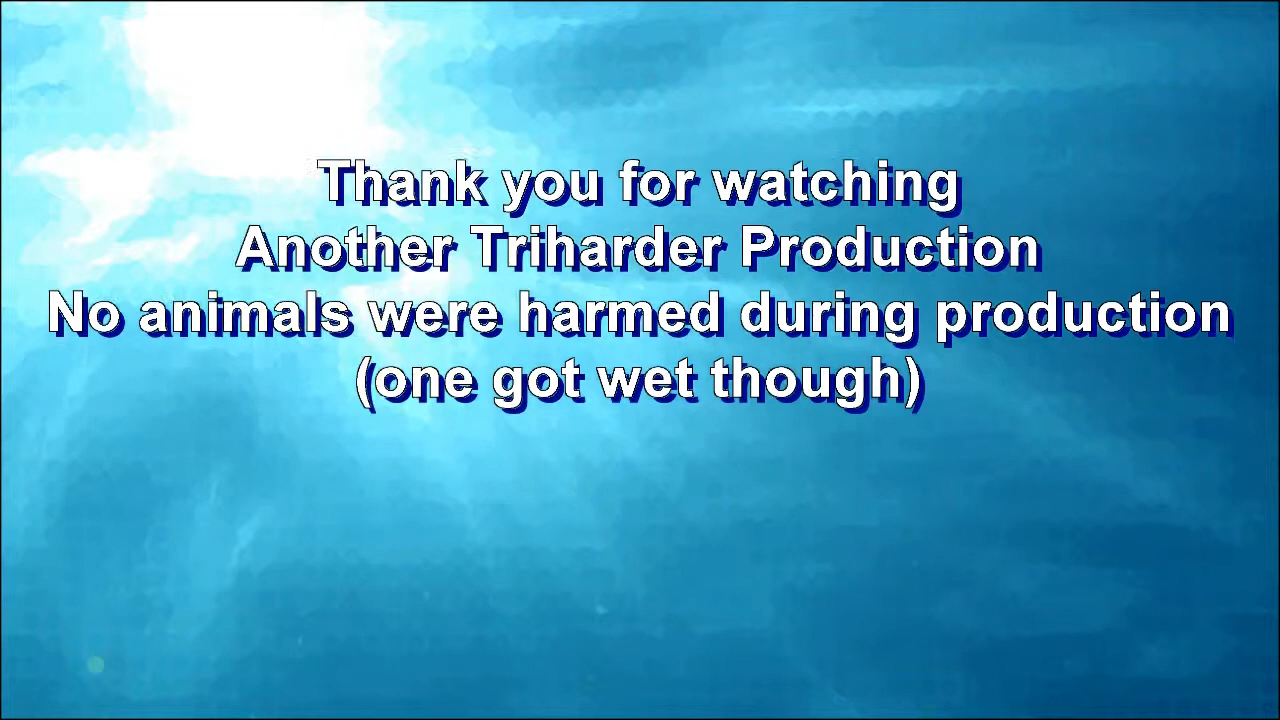 Thank you for watching
Another Triharder Production
No animals were harmed during production
(one got wet though)